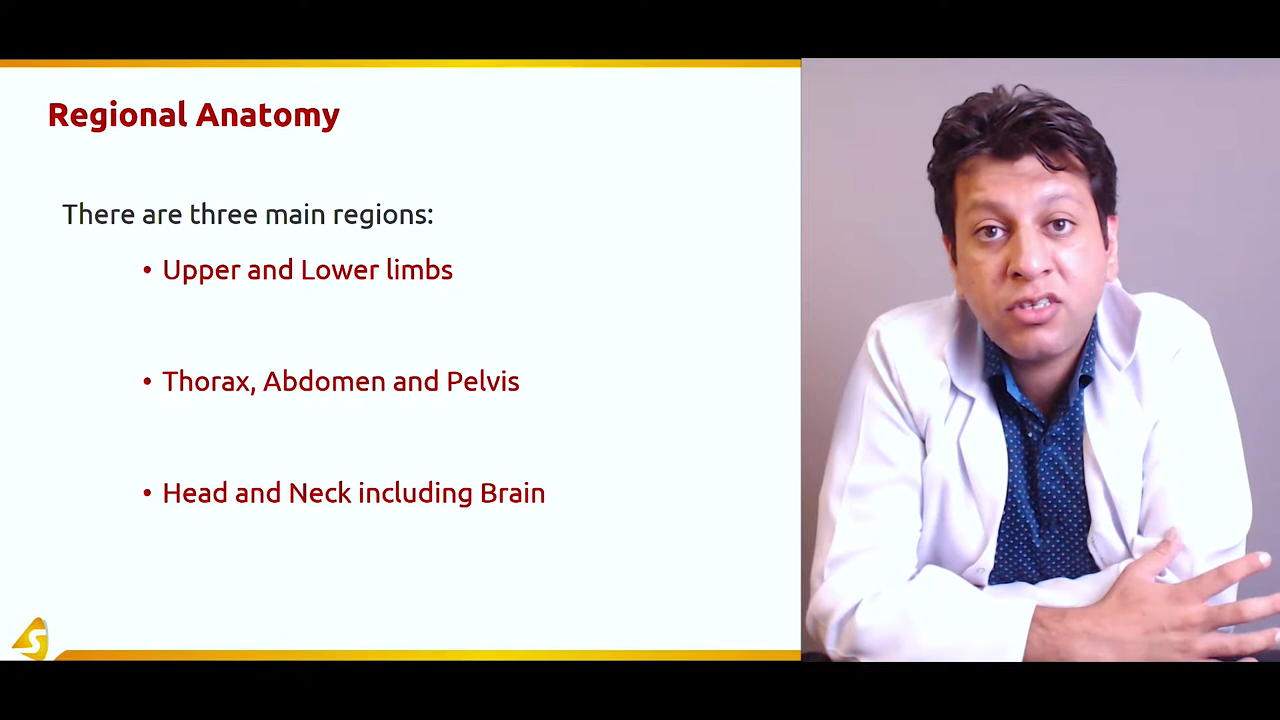 Regional Anatomy
There are three main regions:
• Upper and Lower limbs
• Thorax, Abdomen and Pelvis
• Head and Neck including Brain
S